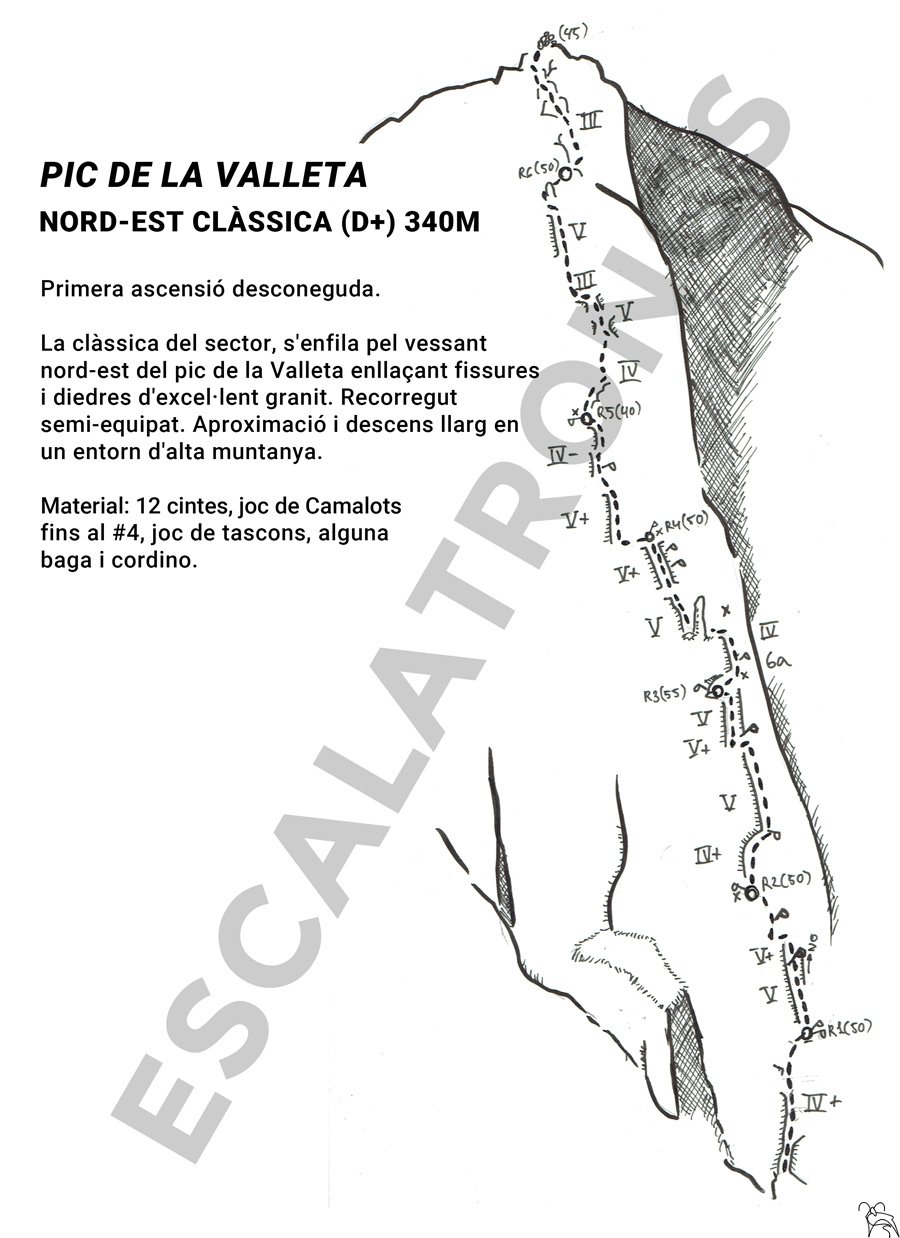 (45)
III
R6(50)
PIC DE LA VALLETA
NORD-EST CLÀSSICA (D+) 340M
V
Primera ascensió desconeguda.
III
V
La clàssica del sector, s'enfila pel vessant
nord-est del pic de la Valleta enllaçant fissures
i diedres d'excel·lent granit. Recorregut
semi-equipat. Aproximació i descens llarg en
un entorn d'alta muntanya.
IV
R5(40)
IV-
Material: 12 cintes, joc de Camalots
fins al #4, joc de tascons, alguna
baga i cordino.
V+
R4(50)
V+
V
IV
6a
R3(55)
V
V+
V
IV+
R2(50)
V+
NO
V
R1(50)
IV+
ESCALATRONS